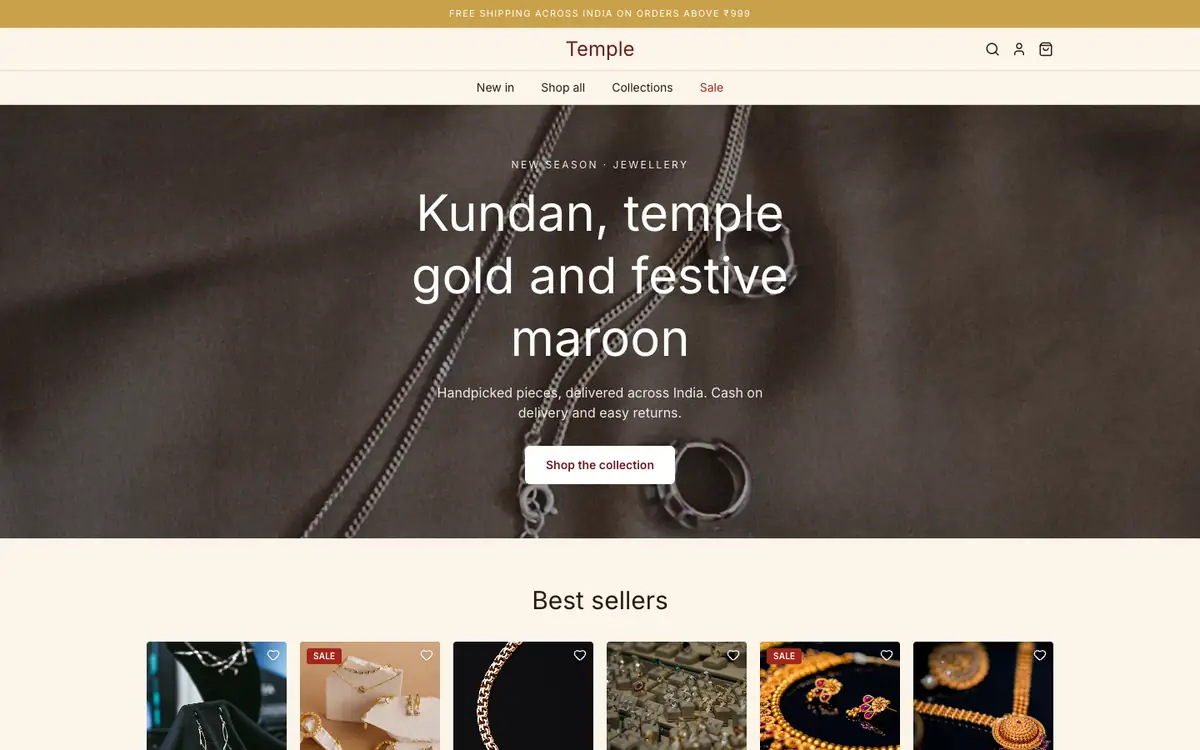 FREE SHIPPING ACROSS INDIA ON ORDERS ABOVE ₹999
Temple
New in
Shop all
Collections
Sale
NEW SEASON · JEWELLERY
Kundan, temple
gold and festive
maroon
Handpicked pieces, delivered across India. Cash on
delivery and easy returns.
Shop the collection
Best sellers
SALE
SALE